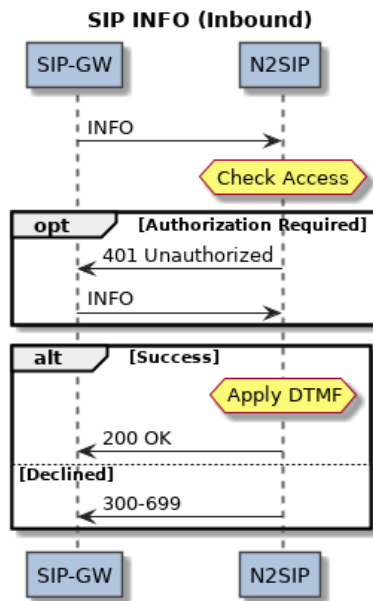 SIP INFO (Inbound)
SIP-GW N2SIP
INFO
Check Access
opt [Authorization Required]
401 Unauthorized
INFO
alt [Success]
Apply DTMF
200 OK
[Declined]
300-699
SIP-GW N2SIP